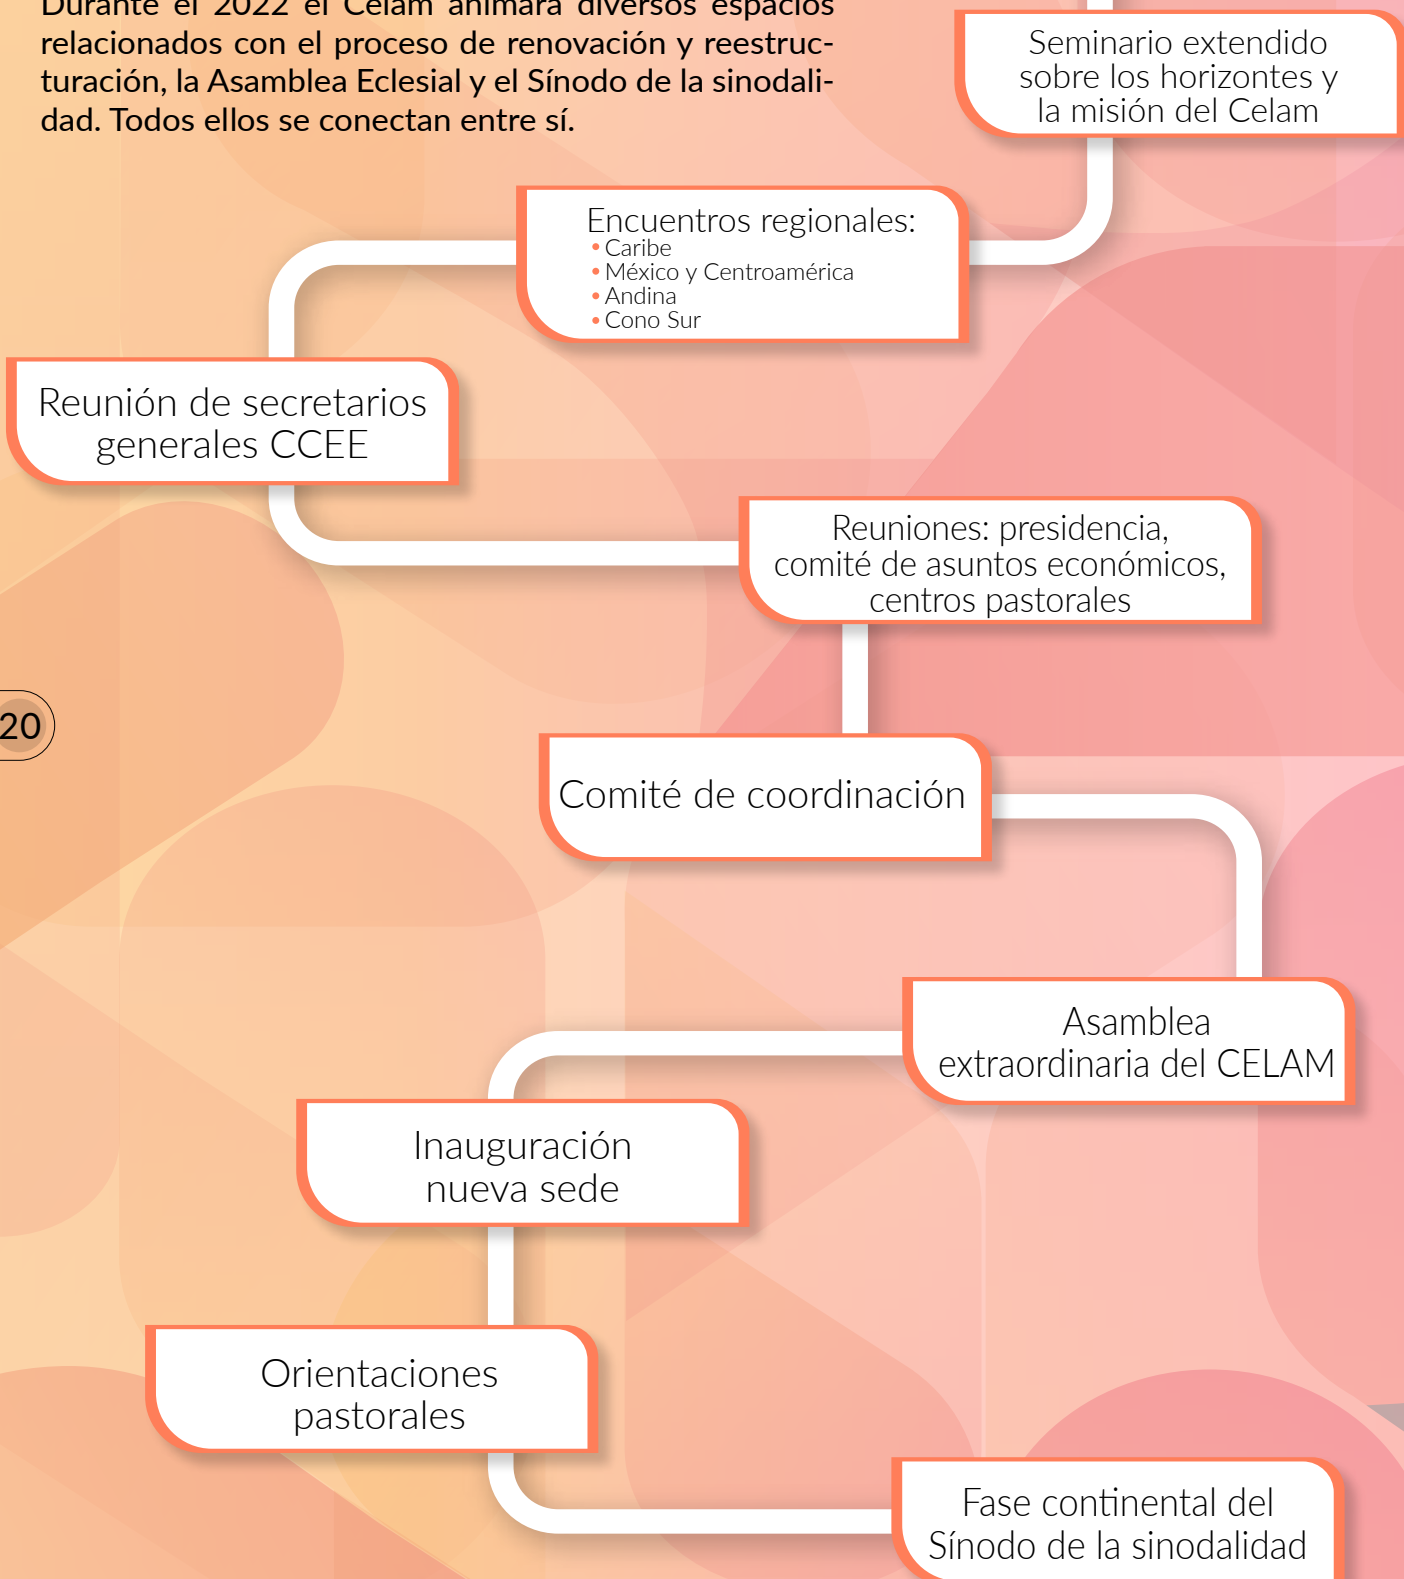 Durante el 2022 el Celam animará diversos espacios
relacionados con el proceso de renovación y reestruc-
turación, la Asamblea Eclesial y el Sínodo de la sinodali-
dad. Todos ellos se conectan entre sí.
Seminario extendido
sobre los horizontes y
la misión del Celam
Encuentros regionales:
• Caribe
• México y Centroamérica
• Andina
• Cono Sur
Reunión de secretarios
generales CCEE
Reuniones: presidencia,
comité de asuntos económicos,
centros pastorales
20
Comité de coordinación
Asamblea
extraordinaria del CELAM
Inauguración
nueva sede
Orientaciones
pastorales
Fase continental del
Sínodo de la sinodalidad